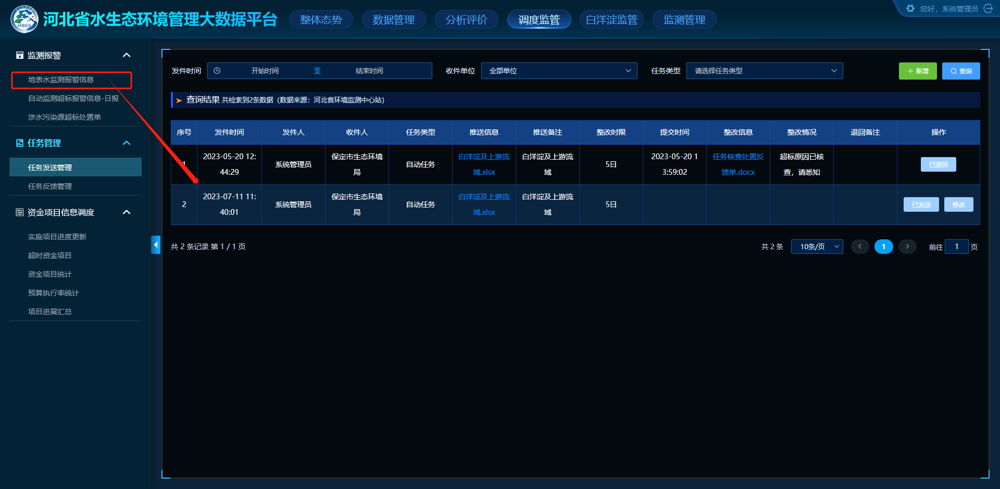 HBEE
河北省水生态环境管理大数据平台
整体态势
数据管理
分析评价
调度监管
白洋淀监管
监测管理
您好，系统管理员
监测报警
地表水监测报警信息
自动监测超标报警信息-日报
涉水污染源超标处置单
任务管理
任务发送管理
任务反馈管理
资金项目信息调度
实施项目进度更新
超时资金项目
资金项目统计
预算执行率统计
项目进展汇总
发件时间
开始时间
至
结束时间
收件单位
全部单位
任务类型
请选择任务类型
新增
查询
查询结果 共检索到2条数据（数据来源：河北省环境监测中心站）
序号
发件时间
发件人
收件人
任务类型
推送信息
推送备注
整改时限
提交时间
整改信息
整改情况
退回备注
操作
1
2023-05-20 12:
44:29
系统管理员
保定市生态环境
局
自动任务
白洋淀及上游流
域.xlsx
白洋淀及上游流
域
5日
2023-05-20 1
3:59:02
任务核查处置反
馈单.docx
超标原因已核
查，请悉知
已退回
2
2023-07-11 11:
40:01
系统管理员
保定市生态环境
局
自动任务
白洋淀及上游流
域.xlsx
白洋淀及上游流
域
5日
已发送
修改
共 2 条记录 第 1 / 1 页
共 2 条
10条/页
1
前往
1
页